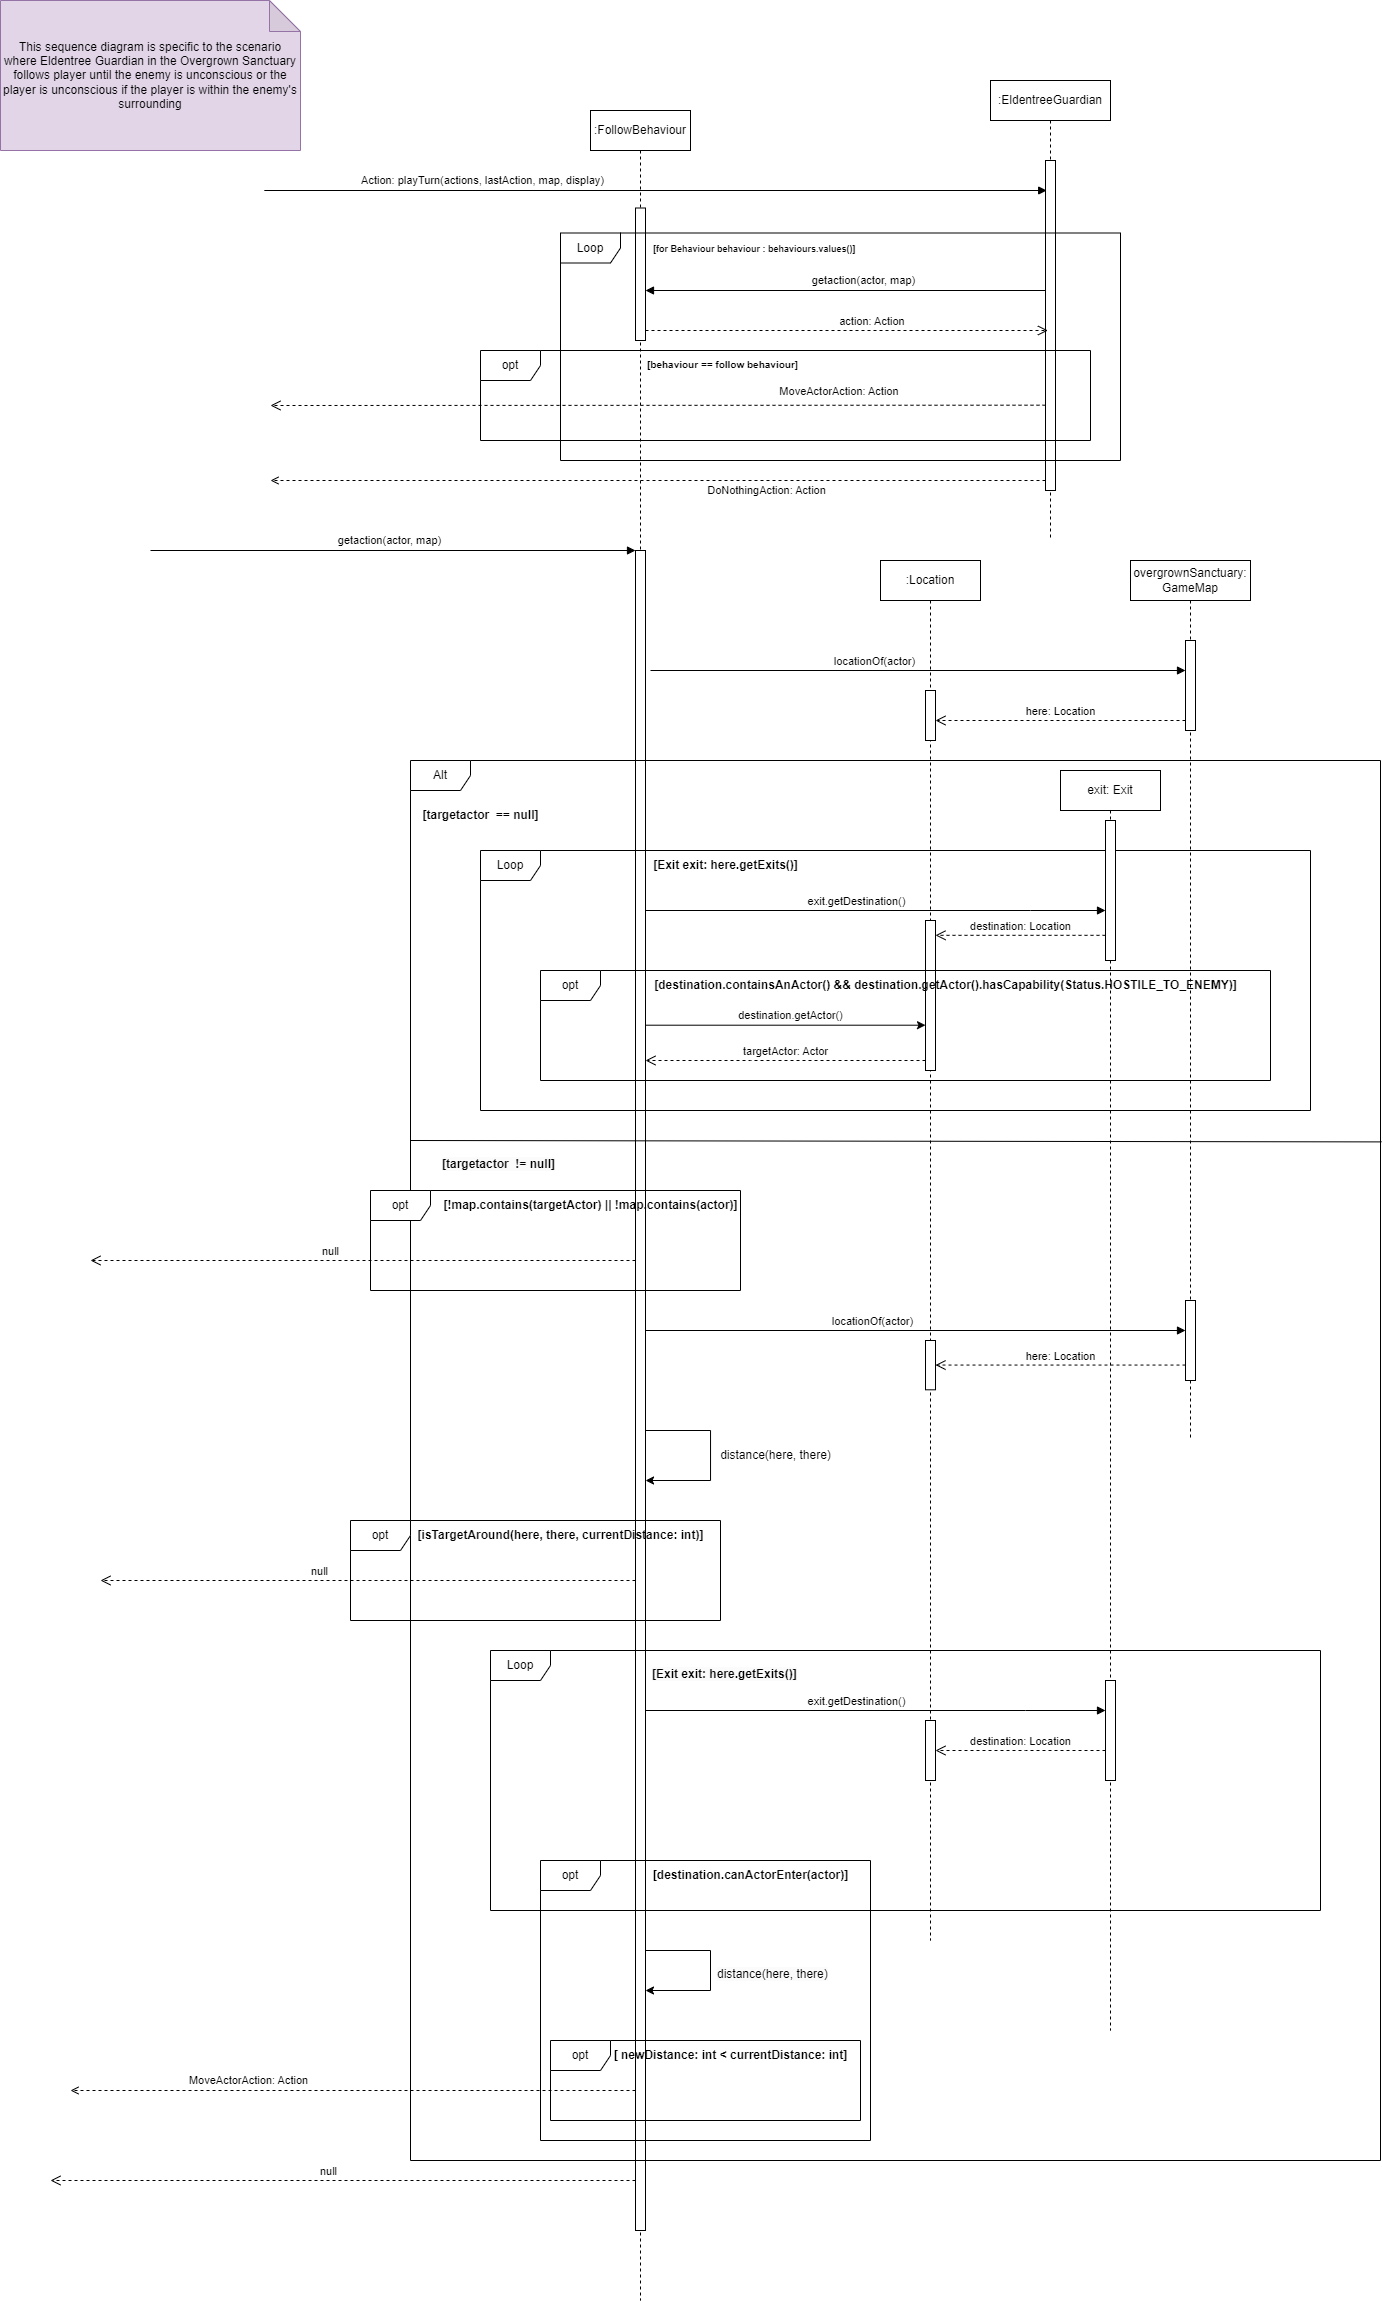 This sequence diagram is specific to the scenario
where Eldentree Guardian in the Overgrown Sanctuary
follows player until the enemy is unconscious or the
player is unconscious if the player is within the enemy's
surrounding
:EldentreeGuardian
:FollowBehaviour
Action: playTurn(actions, lastAction, map, display)
Loop
[for Behaviour behaviour : behaviours.values()]
getaction(actor, map)
action: Action
opt
[behaviour == follow behaviour]
MoveActorAction: Action
DoNothingAction: Action
getaction(actor, map)
:Location
overgrownSanctuary:
GameMap
locationOf(actor)
here: Location
Alt
exit: Exit
[targetactor  == null]
Loop
[Exit exit: here.getExits()]
exit.getDestination()
destination: Location
opt
[destination.containsAnActor() && destination.getActor().hasCapability(Status.HOSTILE_TO_ENEMY)]
destination.getActor()
targetActor: Actor
[targetactor  != null]
opt
[!map.contains(targetActor) || !map.contains(actor)]
null
locationOf(actor)
here: Location
distance(here, there)
opt
[isTargetAround(here, there, currentDistance: int)]
null
Loop
[Exit exit: here.getExits()]
exit.getDestination()
destination: Location
opt
[destination.canActorEnter(actor)]
distance(here, there)
opt
[ newDistance: int < currentDistance: int]
MoveActorAction: Action
null